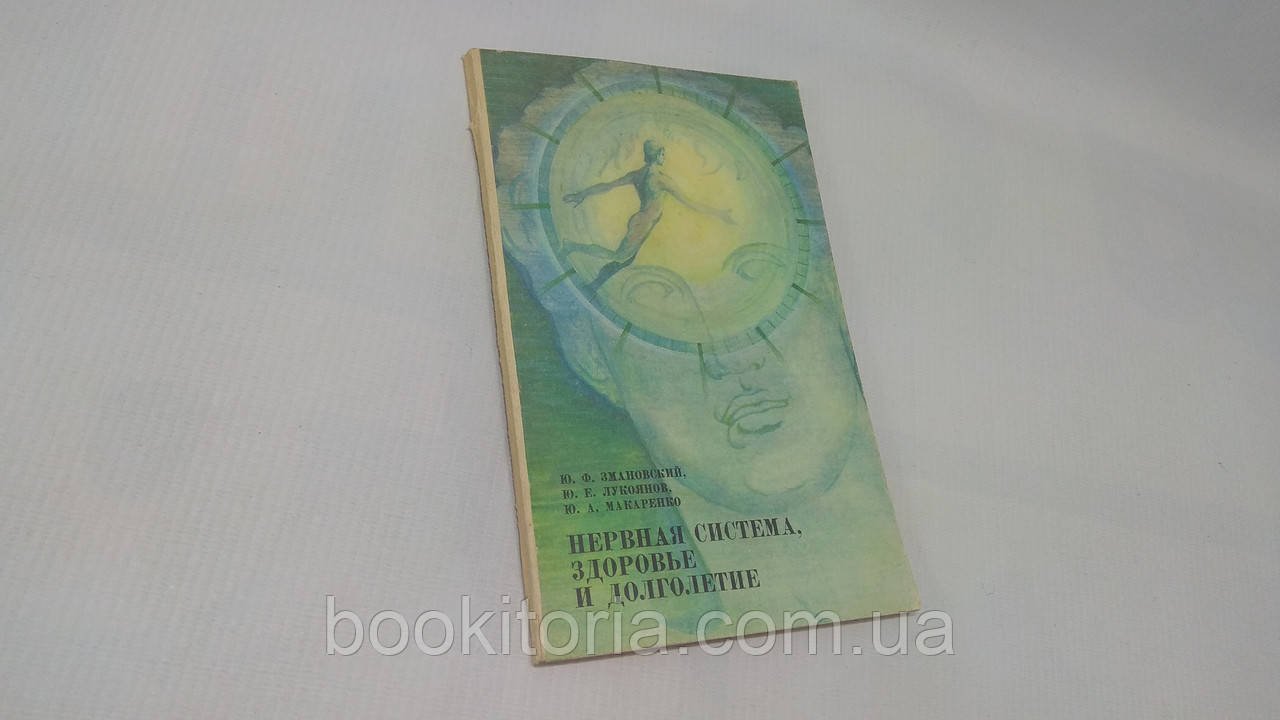 Ю. Ф. ЗМАНОВСКИЙ,
Ю. Е. ЛУКОЯНОВ,
Ю. А. МАКАРЕНКО
НЕРВНАЯ СИСТЕМА,
ЗДОРОВЬЕ
И ДОЛГОЛЕТИЕ
bookitoria.com.ua